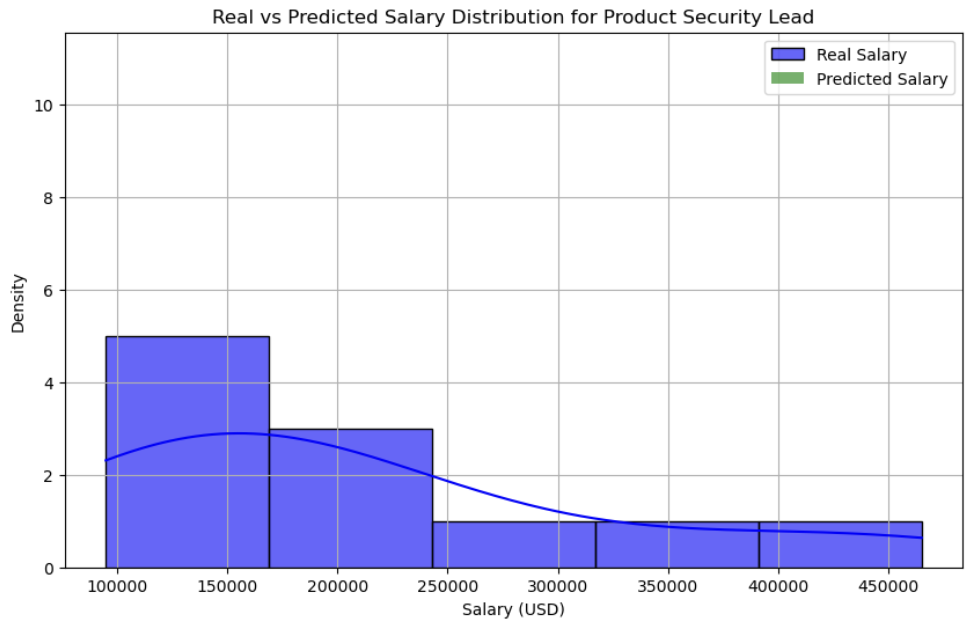 Real vs Predicted Salary Distribution for Product Security Lead
Real Salary
Predicted Salary
10
8
6
4
2
0
Density
100000 150000 200000 250000 300000 350000 400000 450000
Salary (USD)